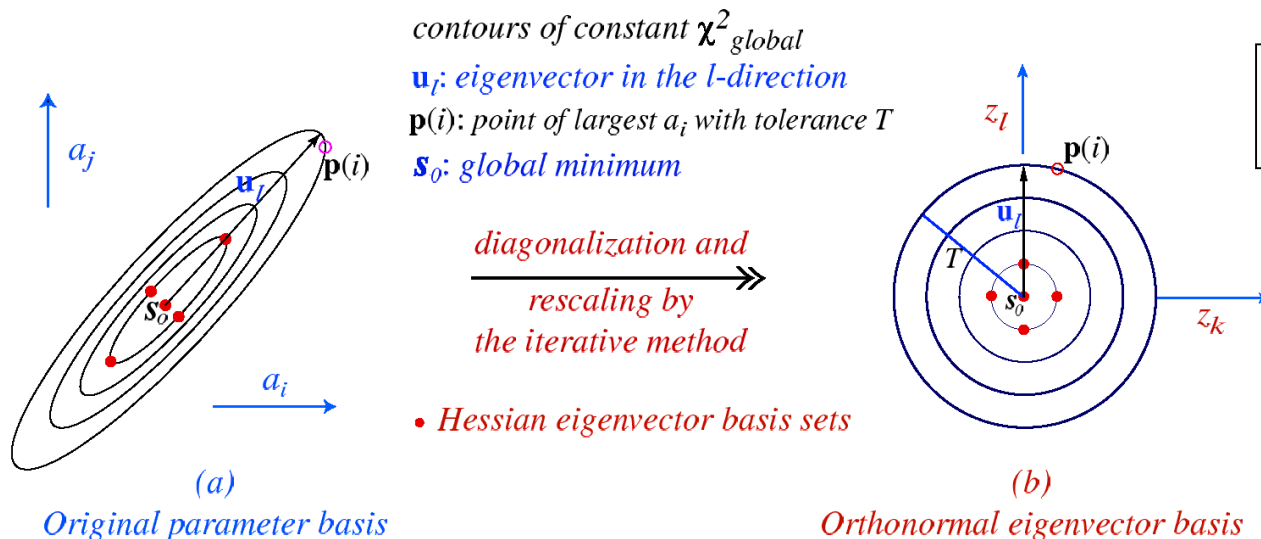 contours of constant χ²global
u_l: eigenvector in the l-direction
p(i): point of largest a_i with tolerance T
s_0: global minimum
a_j
p(i)
u_l
s_o
a_i
(a)
Original parameter basis
diagonalization and
rescaling by
the iterative method
• Hessian eigenvector basis sets
z_l
p(i)
u_l
T
s_0
z_k
(b)
Orthonormal eigenvector basis